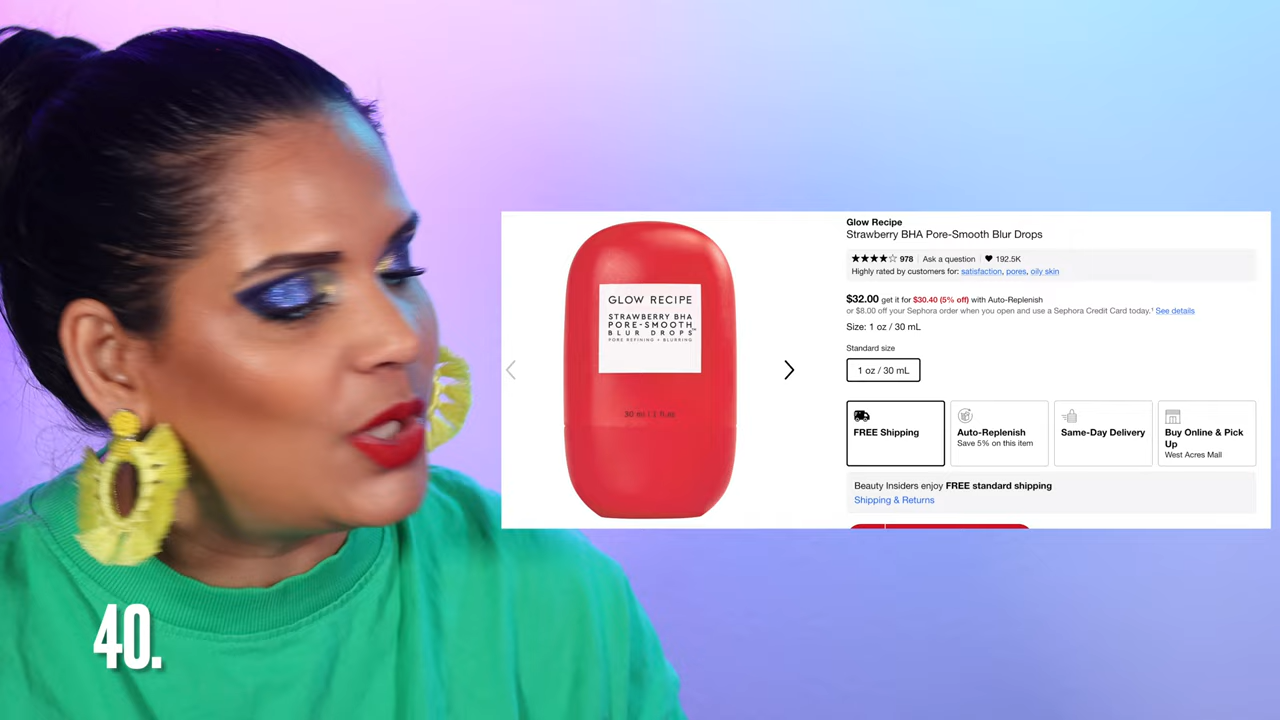 GLOW RECIPE
STRAWBERRY BHA
PORE-SMOOTH
BLUR DROPS™
PORE REFINING + BLURRING
30 ml | 1 fl.oz
Glow Recipe
Strawberry BHA Pore-Smooth Blur Drops
978 | Ask a question | 192.5K
Highly rated by customers for: satisfaction, pores, oily skin
$32.00 get it for $30.40 (5% off) with Auto-Replenish
or $8.00 off your Sephora order when you open and use a Sephora Credit Card today.¹ See details
Size: 1 oz / 30 mL
Standard size
1 oz / 30 mL
FREE Shipping
Auto-Replenish
Save 5% on this item
Same-Day Delivery
Buy Online & Pick
Up
West Acres Mall
Beauty Insiders enjoy FREE standard shipping
Shipping & Returns
40.